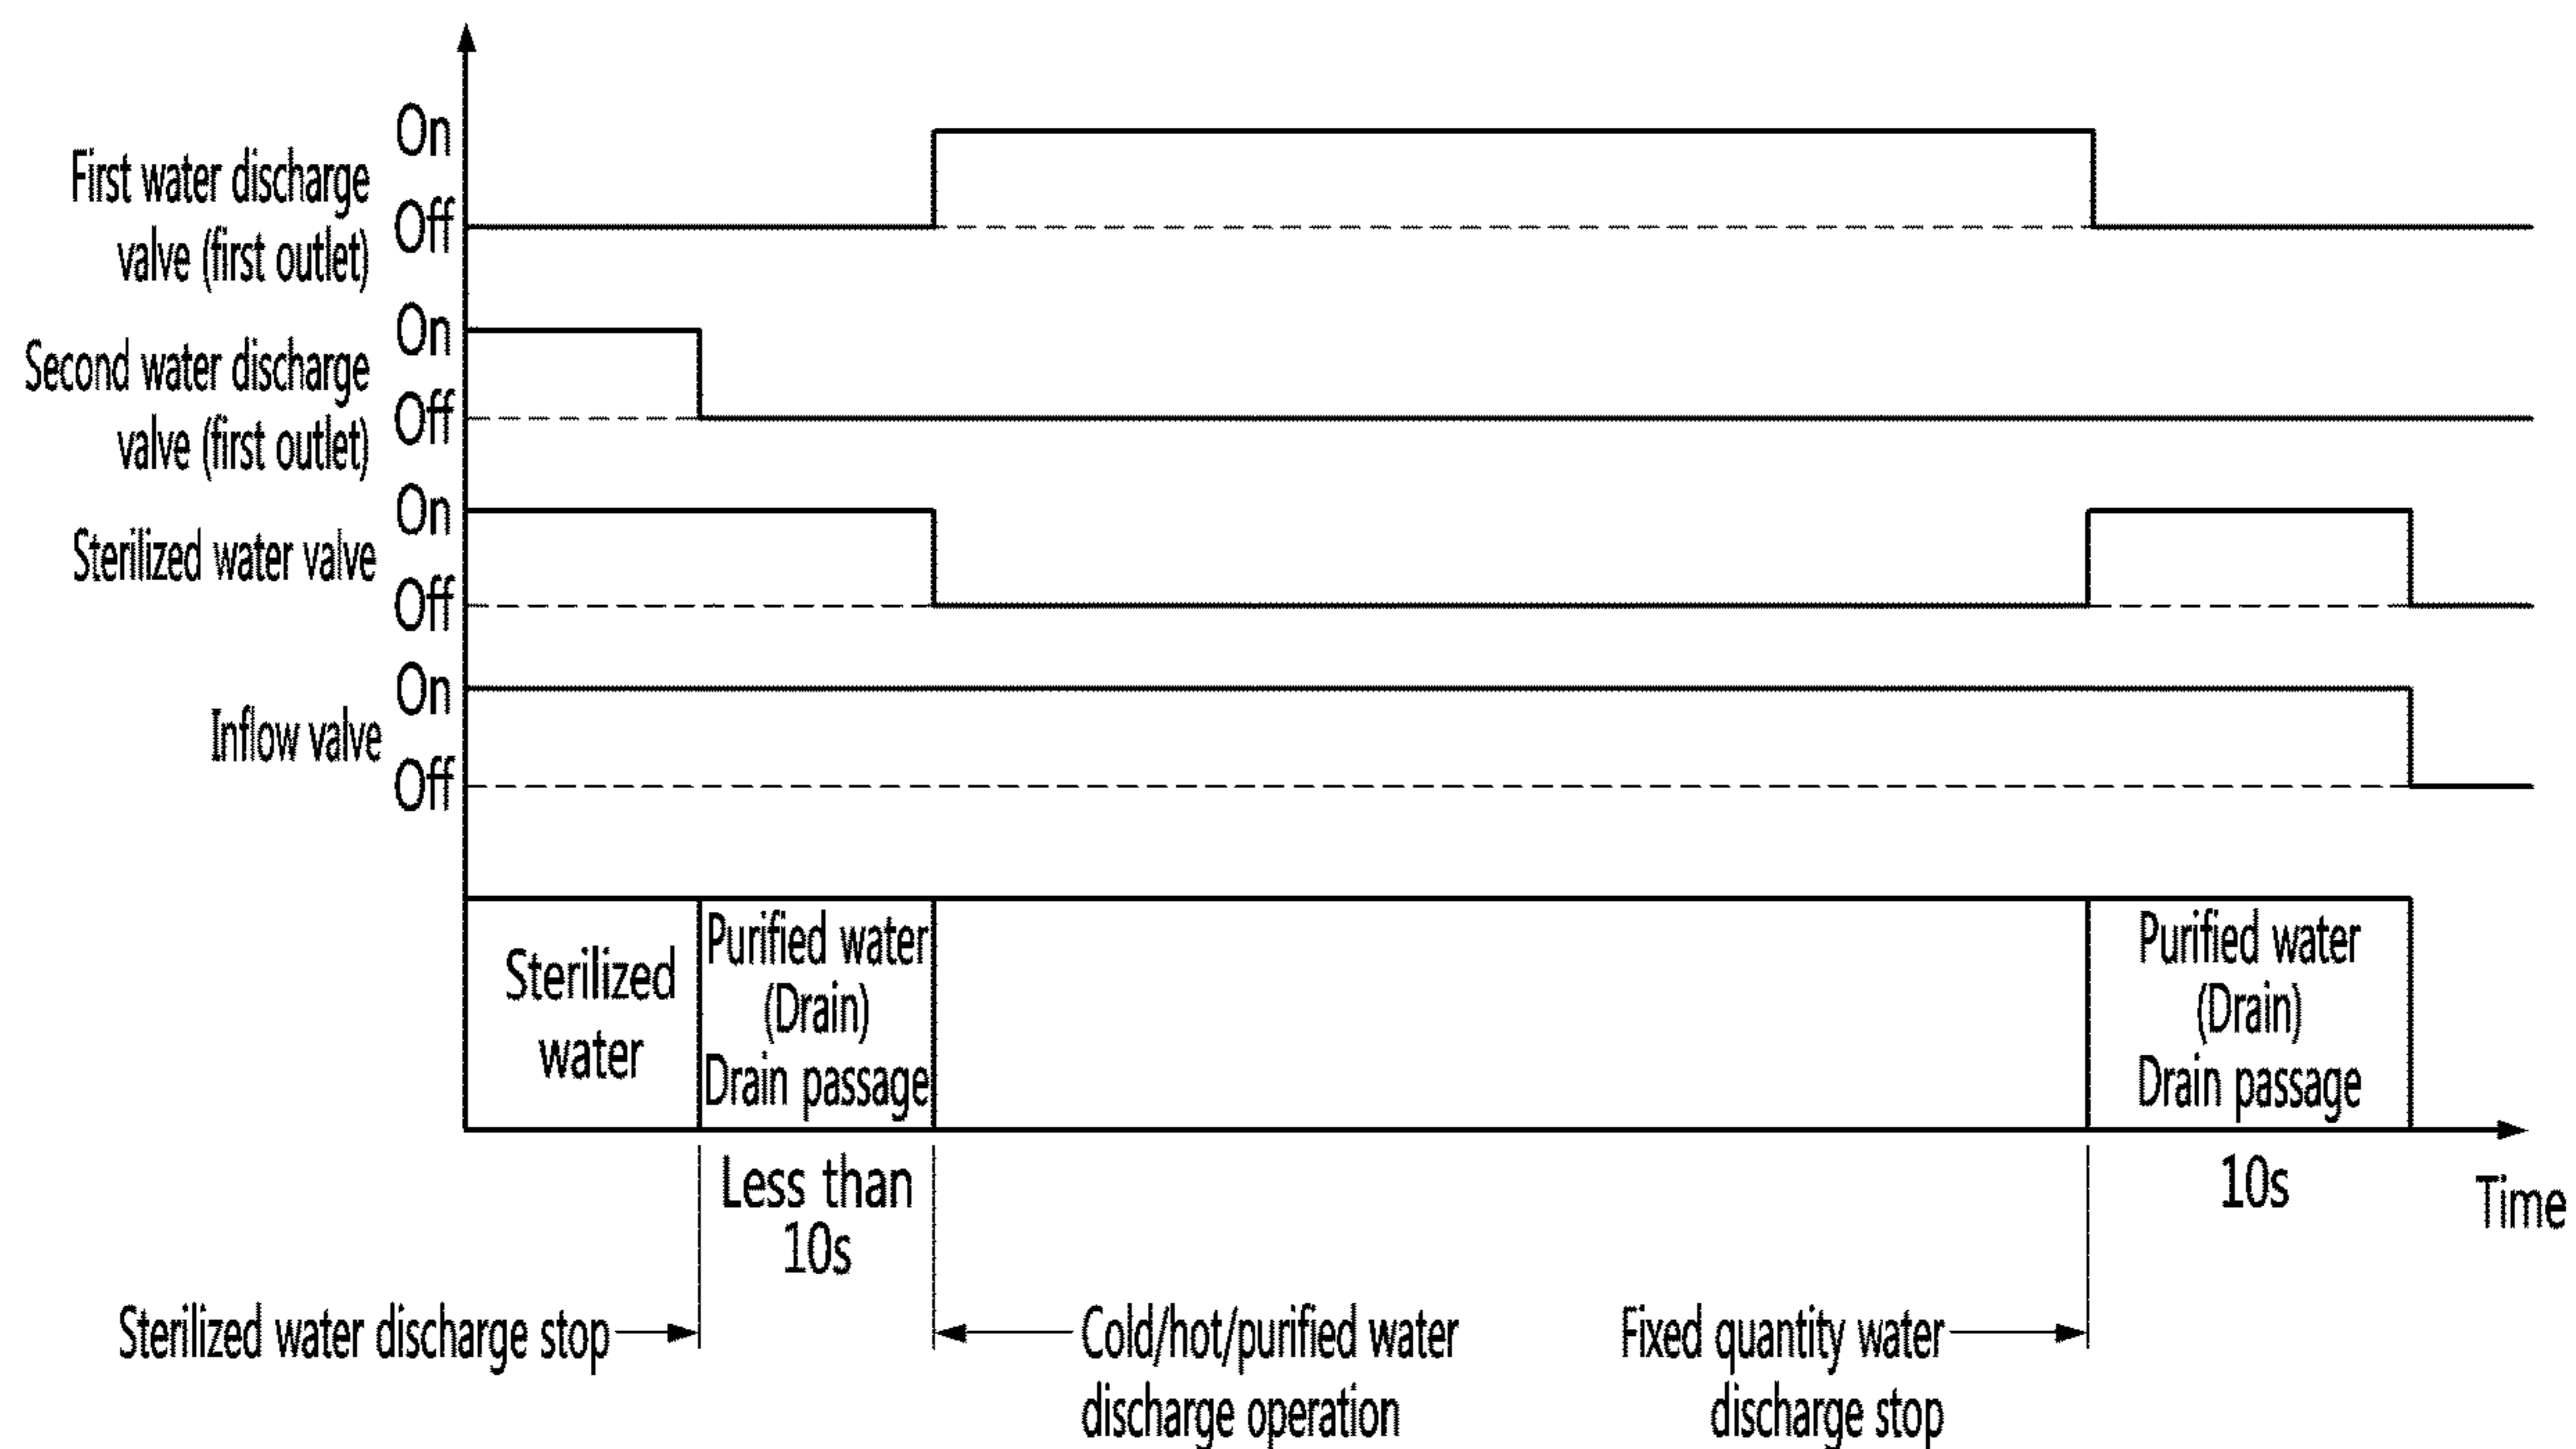 On
First water discharge
valve (first outlet)
Off
On
Second water discharge
valve (first outlet)
Off
On
Sterilized water valve
Off
On
Inflow valve
Off
Sterilized
water
Purified water
(Drain)
Drain passage
Purified water
(Drain)
Drain passage
Less than
10s
10s
Time
Sterilized water discharge stop
Cold/hot/purified water
discharge operation
Fixed quantity water
discharge stop